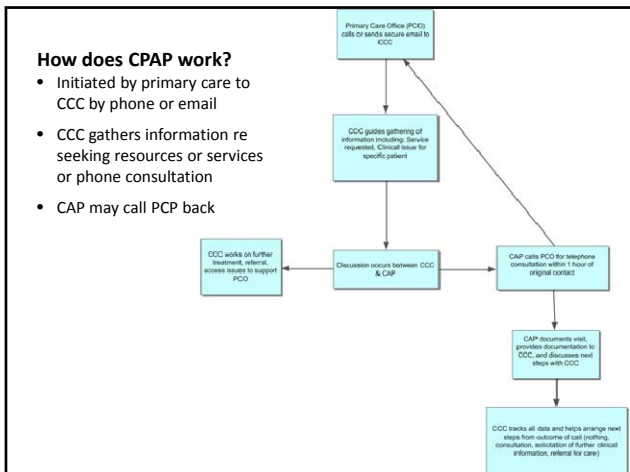 How does CPAP work?
• Initiated by primary care to
CCC by phone or email
• CCC gathers information re
seeking resources or services
or phone consultation
• CAP may call PCP back
Primary Care Office (PCO)
calls or sends secure email to
CCC
CCC guides gathering of
information including: Service
requested, Clinical issue for
specific patient
CCC works on further
treatment, referral,
access issues to support
PCO
Discussion occurs between CCC
& CAP
CAP calls PCO for telephone
consultation within 1 hour of
original contact
CAP documents visit,
provides documentation to
CCC, and discusses next
steps with CCC
CCC tracks all data and helps arrange next
steps from outcome of call (nothing,
consultation, solicitation of further clinical
information, referral for care)